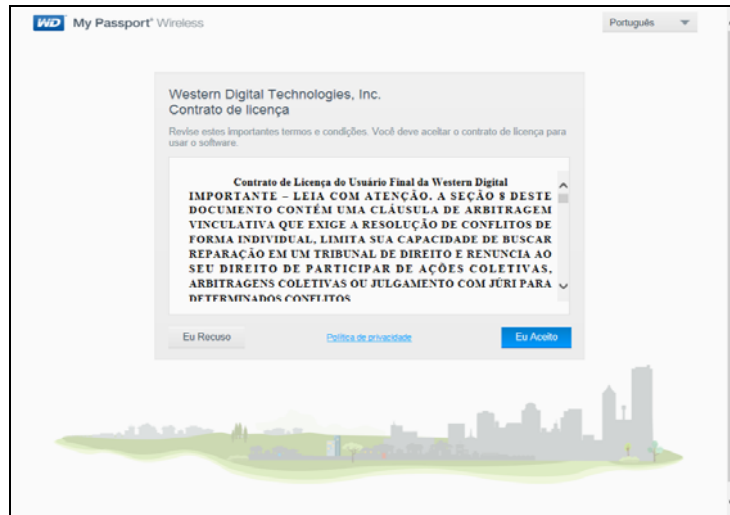 WD My Passport® Wireless
Português
Western Digital Technologies, Inc.
Contrato de licença
Revise estes importantes termos e condições. Você deve aceitar o contrato de licença para
usar o software.
Contrato de Licença do Usuário Final da Western Digital
IMPORTANTE – LEIA COM ATENÇÃO. A SEÇÃO 8 DESTE
DOCUMENTO CONTÉM UMA CLÁUSULA DE ARBITRAGEM
VINCULATIVA QUE EXIGE A RESOLUÇÃO DE CONFLITOS DE
FORMA INDIVIDUAL, LIMITA SUA CAPACIDADE DE BUSCAR
REPARAÇÃO EM UM TRIBUNAL DE DIREITO E RENUNCIA AO
SEU DIREITO DE PARTICIPAR DE AÇÕES COLETIVAS,
ARBITRAGENS COLETIVAS OU JULGAMENTO COM JÚRI PARA
DETERMINADOS CONFLITOS
Eu Recuso
Política de privacidade
Eu Aceito